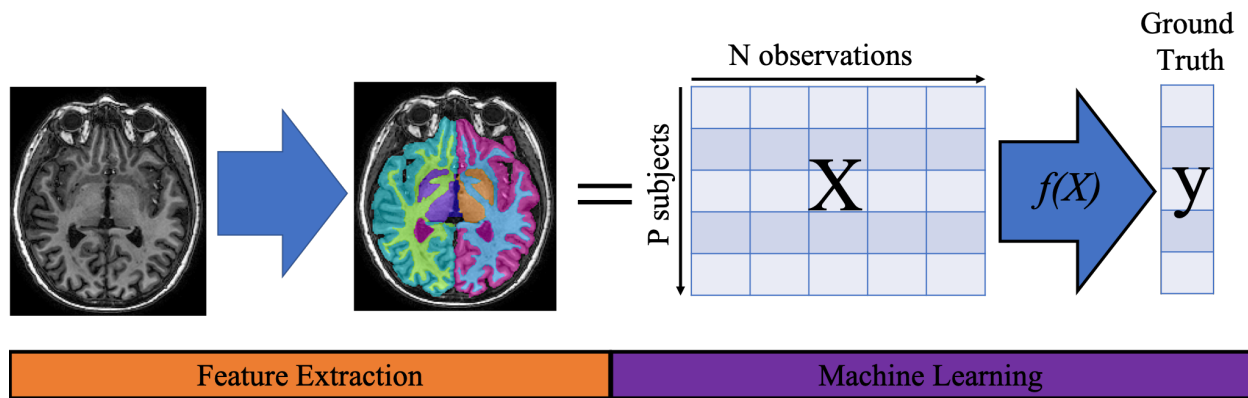 Ground
Truth
N observations
P subjects
=
X
f(X)
y
Feature Extraction
Machine Learning